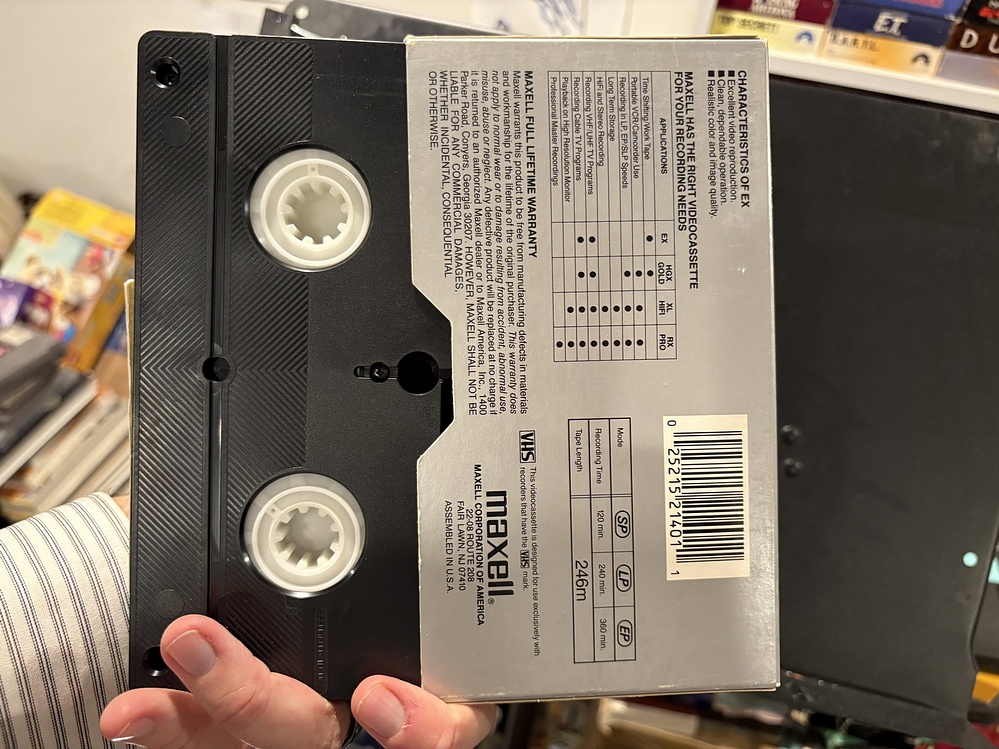 CHARACTERISTICS OF EX
■ Excellent video reproduction.
■ Clean, dependable operation.
■ Realistic color and image quality.
MAXELL HAS THE RIGHT VIDEOCASSETTE
FOR YOUR RECORDING NEEDS
APPLICATIONS EX HGX GOLD XL HIFI RX PRO
Time Shifting/Work Tape
Portable VCR/Camcorder Use
Recording in LP, EP/SLP Speeds
Long Term Storage
HiFi and Stereo Recording
Recording VHF/UHF TV Programs
Recording Cable TV Programs
Playback on High Resolution Monitor
Professional Master Recordings
MAXELL FULL LIFETIME WARRANTY
Maxell warrants this product to be free from manufacturing defects in materials
and workmanship for the lifetime of the original purchaser. This warranty does
not apply to normal wear or to damage resulting from accident, abnormal use,
misuse, abuse or neglect. Any defective product will be replaced at no charge if
it is returned to an authorized Maxell dealer or to Maxell America, Inc., 1400
Parker Road, Conyers, Georgia 30207. HOWEVER, MAXELL SHALL NOT BE
LIABLE FOR ANY COMMERCIAL DAMAGES,
WHETHER INCIDENTAL, CONSEQUENTIAL
OR OTHERWISE.
0 25215 21401 1
Mode SP LP EP
Recording Time 120 min. 240 min. 360 min.
Tape Length 246m
VHS This videocassette is designed for use exclusively with
recorders that have the VHS mark.
maxell®
MAXELL CORPORATION OF AMERICA
22-08 ROUTE 208
FAIR LAWN, NJ 07410
ASSEMBLED IN U.S.A.
E.T.